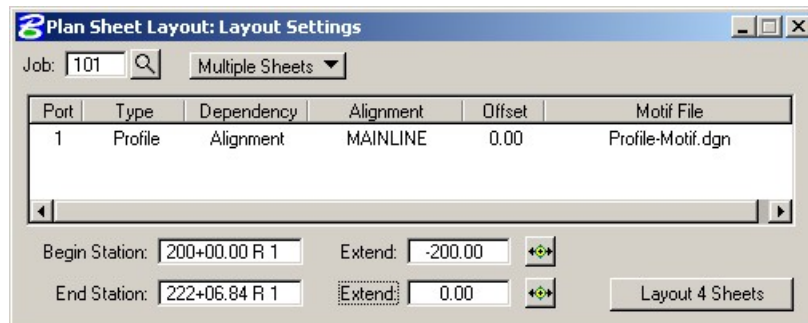 Plan Sheet Layout: Layout Settings
Job: 101 Multiple Sheets
Port Type Dependency Alignment Offset Motif File
1 Profile Alignment MAINLINE 0.00 Profile-Motif.dgn
Begin Station: 200+00.00 R 1 Extend: -200.00
End Station: 222+06.84 R 1 Extend: 0.00 Layout 4 Sheets